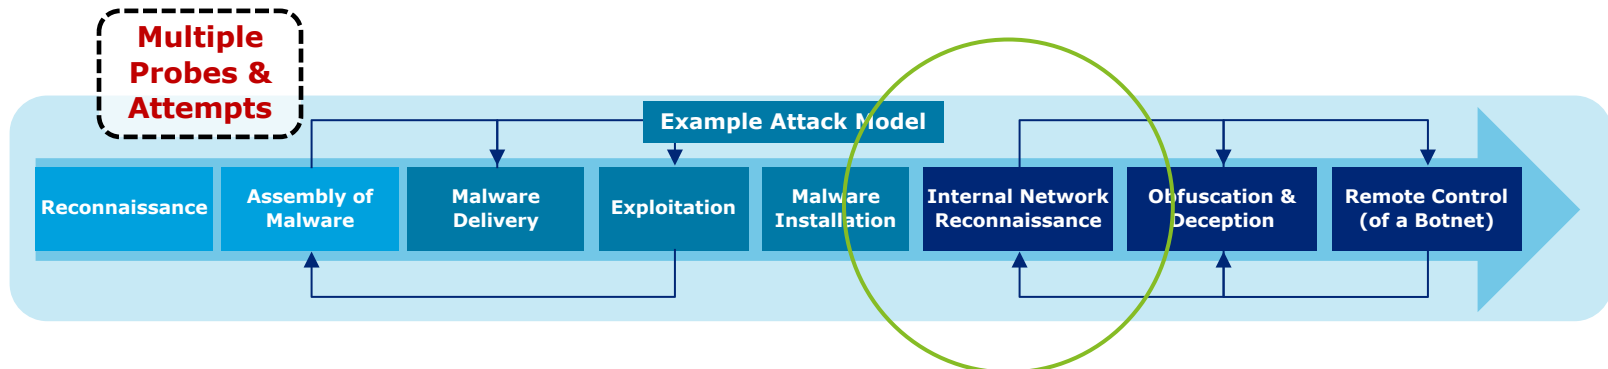 Multiple
Probes &
Attempts
Example Attack Model
Reconnaissance
Assembly of
Malware
Malware
Delivery
Exploitation
Malware
Installation
Internal Network
Reconnaissance
Obfuscation &
Deception
Remote Control
(of a Botnet)